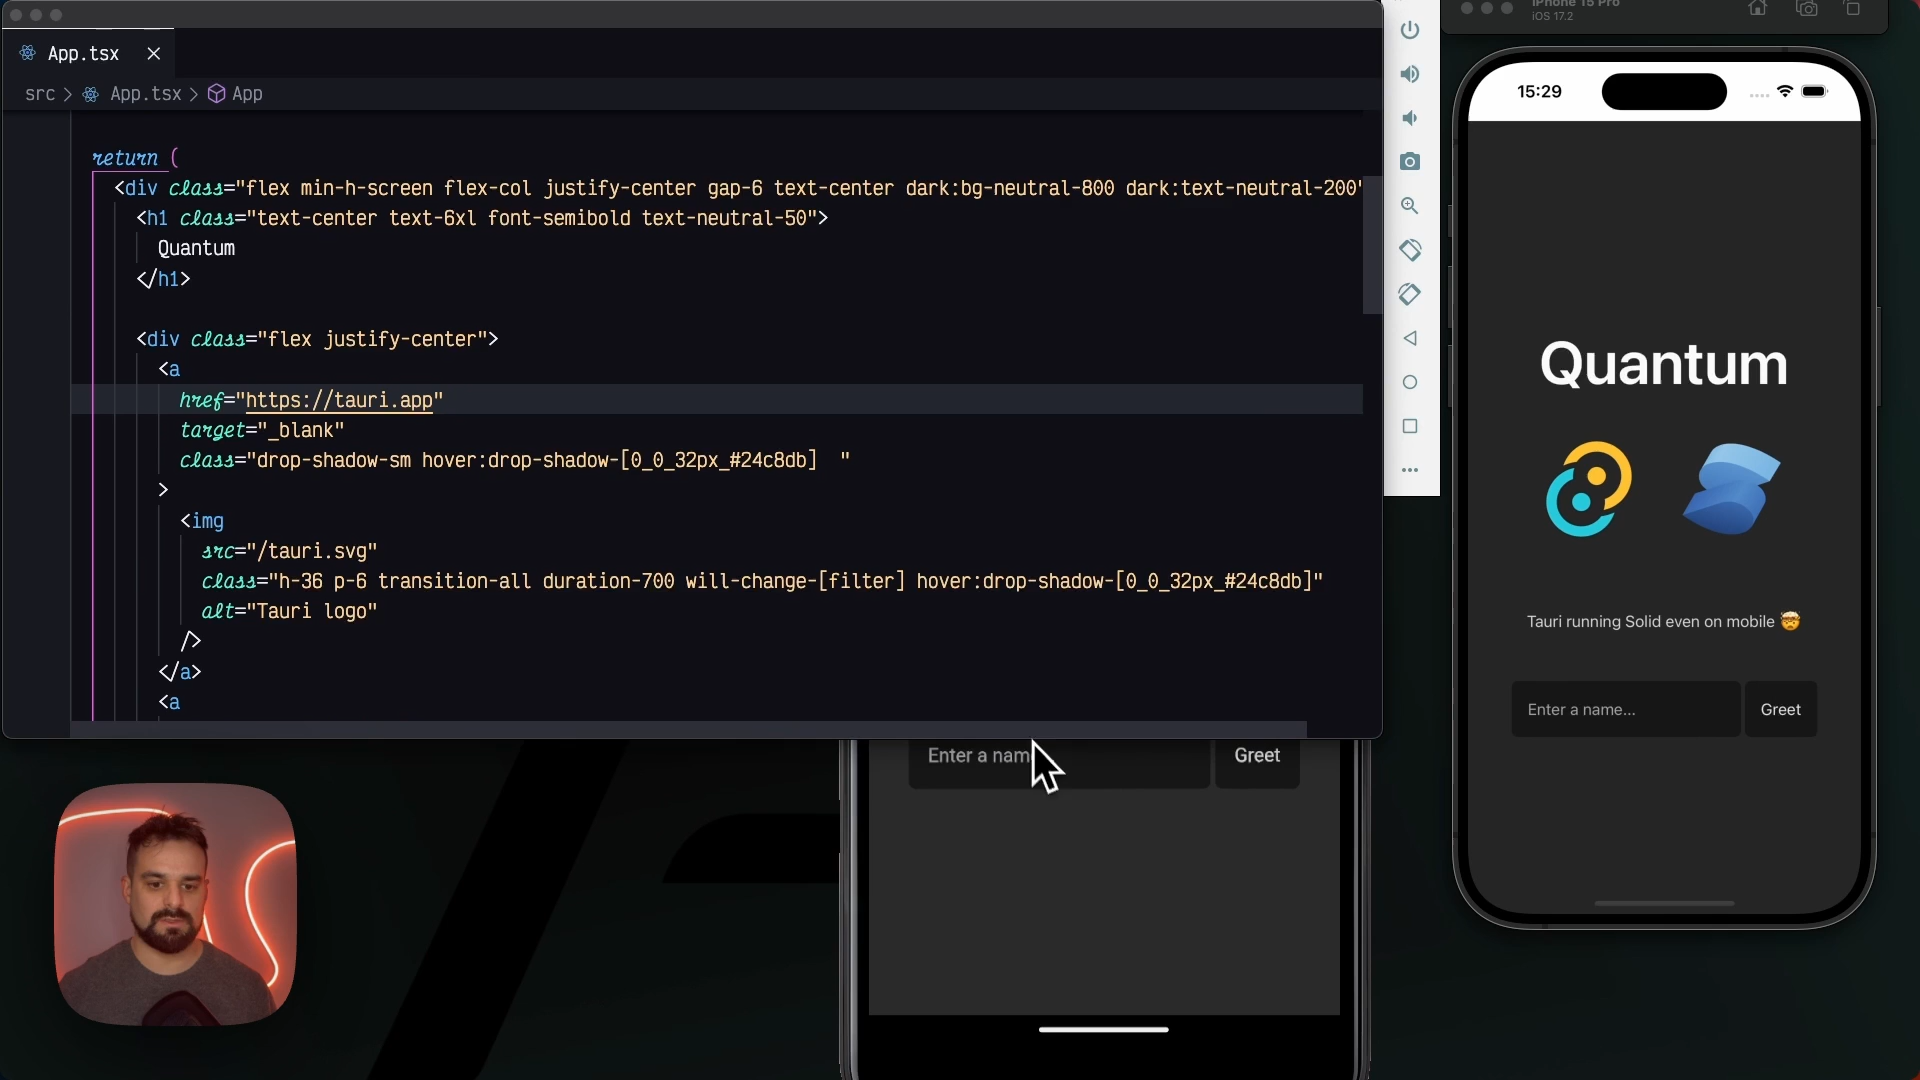 App.tsx
src > App.tsx > App
return (
<div class="flex min-h-screen flex-col justify-center gap-6 text-center dark:bg-neutral-800 dark:text-neutral-200"
<h1 class="text-center text-6xl font-semibold text-neutral-50">
Quantum
</h1>
<div class="flex justify-center">
<a
href="https://tauri.app"
target="_blank"
class="drop-shadow-sm hover:drop-shadow-[0_0_32px_#24c8db]  "
>
<img
src="/tauri.svg"
class="h-36 p-6 transition-all duration-700 will-change-[filter] hover:drop-shadow-[0_0_32px_#24c8db]"
alt="Tauri logo"
/>
</a>
<a
Enter a nam
Greet
iPhone 15 Pro
iOS 17.2
15:29
Quantum
Tauri running Solid even on mobile 🤯
Enter a name...
Greet